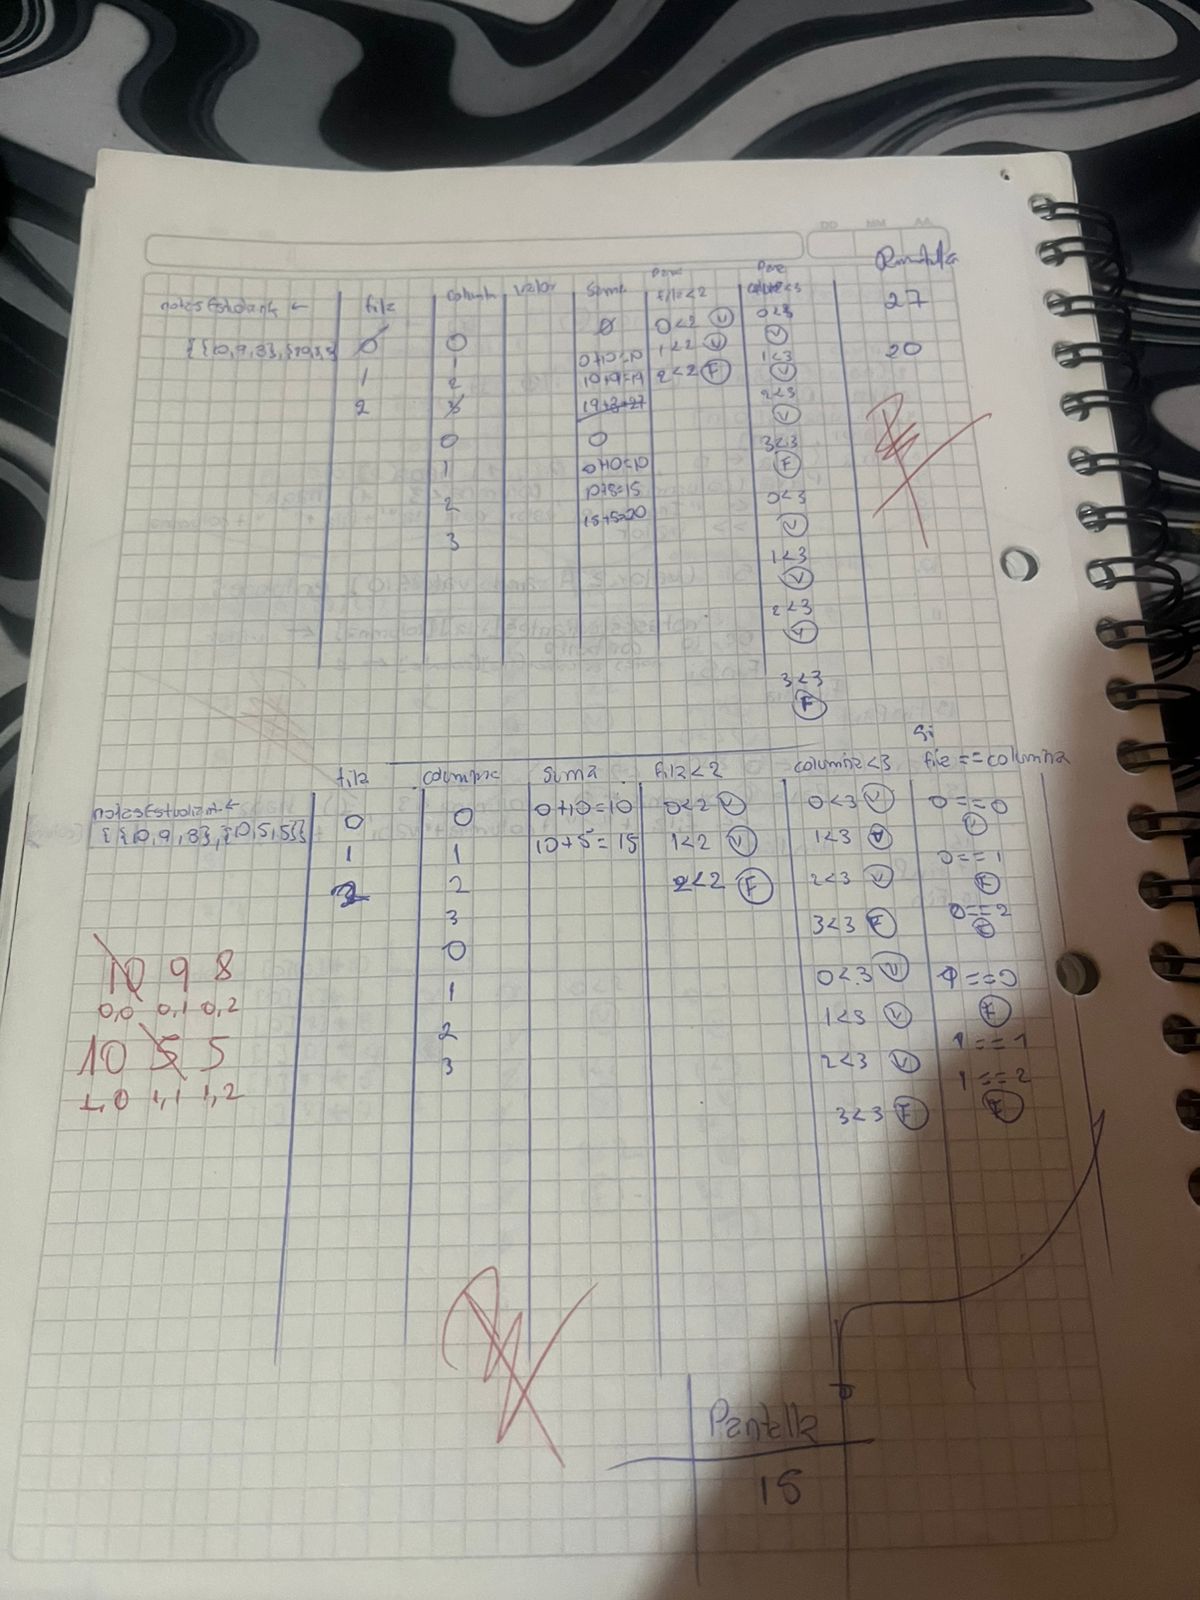 DD MM AA
Pantalla
fila columna valor suma Para fila<2 Para columna<3
notasEstudiant ←
{{10,9,8},{10,5,5
0 0 0 0<2 V 0<3 V 27
1 1 0+10=10 1<2 V 1<3 V 20
2 2 10+9=19 2<2 F 2<3 V
3 19+8=27 3<3 F
0 0 0<3 V
1 0+10=10 1<3 V
2 10+5=15 2<3 V
3 15+5=20 3<3 F
Si
fila columna suma fila<2 columna<3 fila==columna
notasEstudiant ←
{{10,9,8},{10,5,5}}
0 0 0+10=10 0<2 V 0<3 V 0==0 V
1 1 10+5=15 1<2 V 1<3 V 0==1 F
2 2 2<2 F 2<3 V 0==2 F
3 3<3 F
0 0<3 V 1==0 F
1 1<3 V 1==1
2 2<3 V 1==2 F
3 3<3 F
10 9 8
0,0 0,1 0,2
10 5 5
1,0 1,1 1,2
Pantalla
15